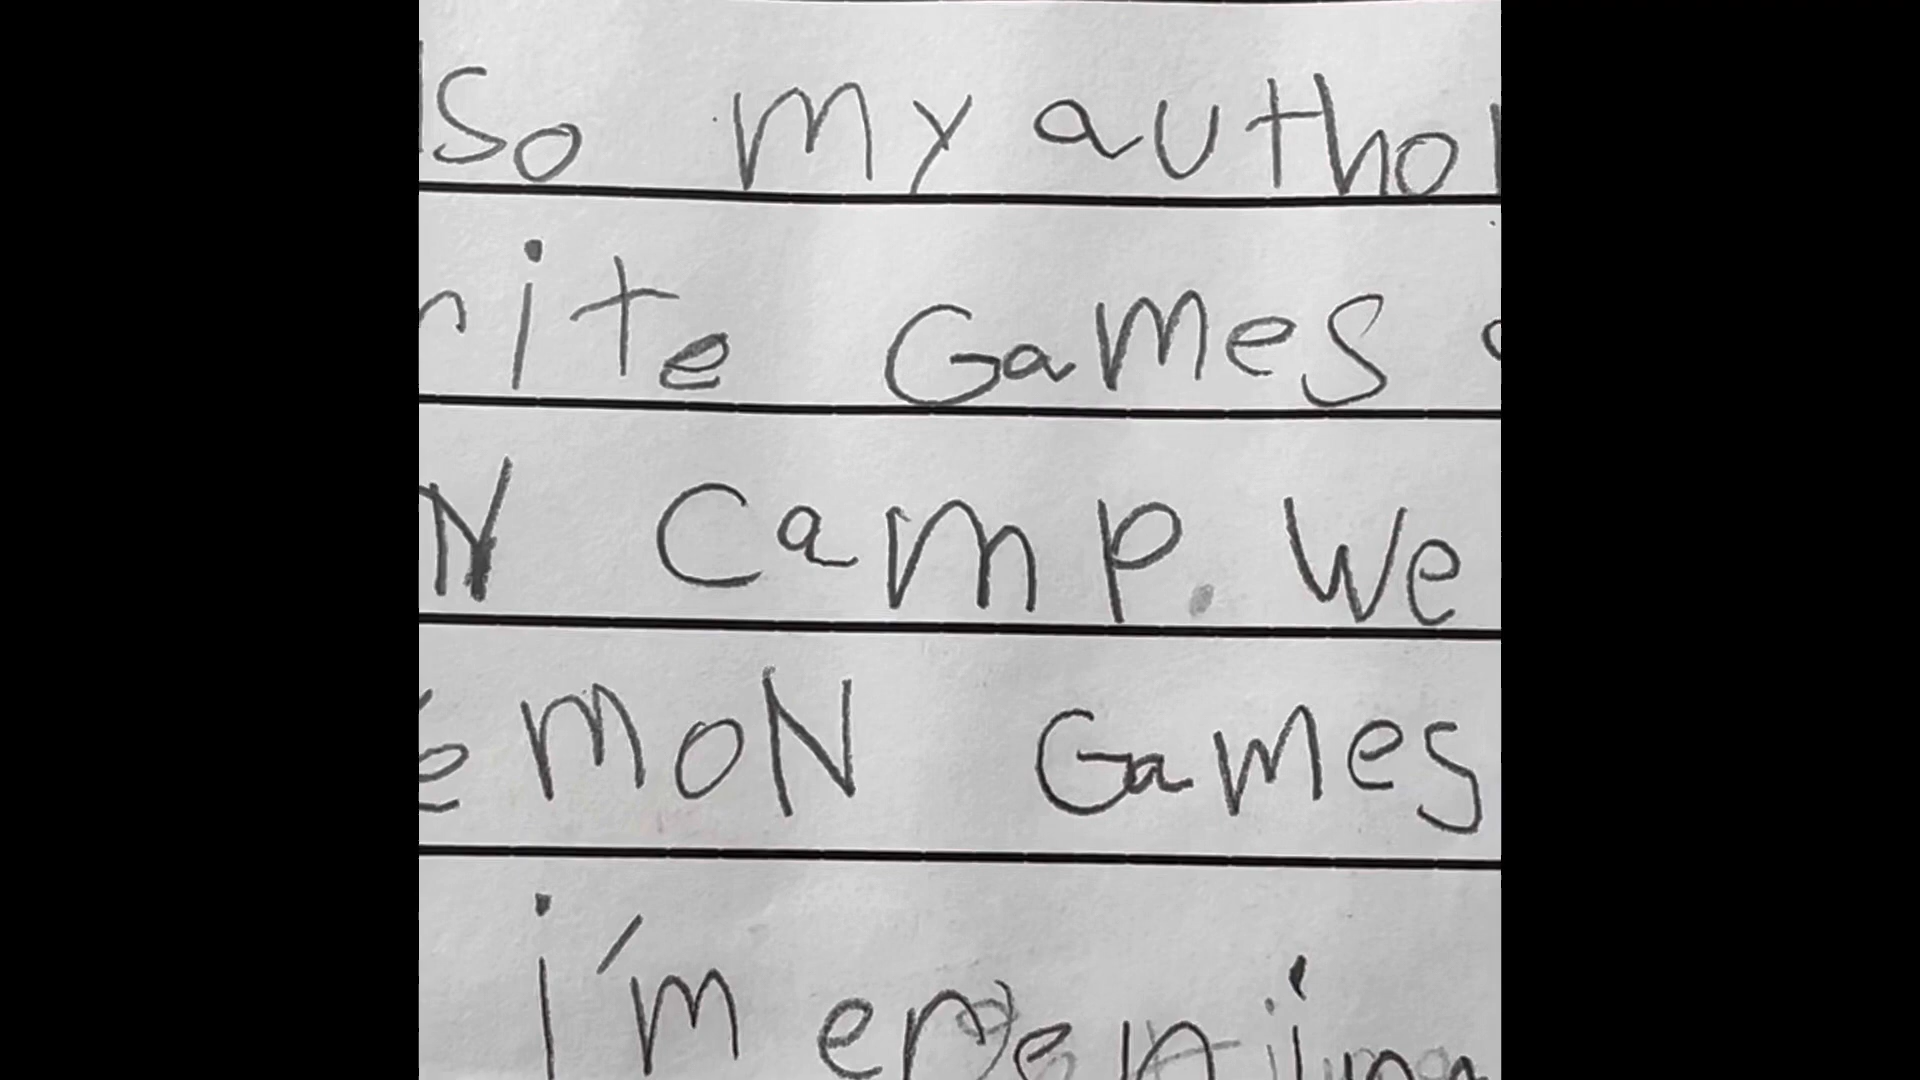 lso my autho
rite Games
N Camp. We
emoN Games
i'm